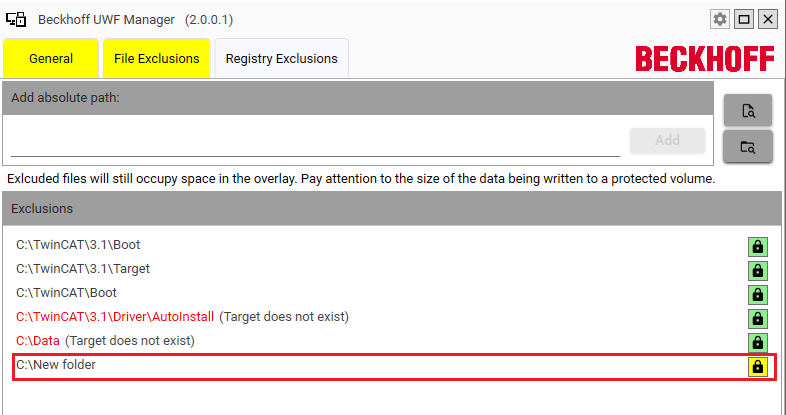 Beckhoff UWF Manager (2.0.0.1)
General File Exclusions Registry Exclusions
BECKHOFF
Add absolute path:
Add
Exlcuded files will still occupy space in the overlay. Pay attention to the size of the data being written to a protected volume.
Exclusions
C:\TwinCAT\3.1\Boot
C:\TwinCAT\3.1\Target
C:\TwinCAT\Boot
C:\TwinCAT\3.1\Driver\AutoInstall (Target does not exist)
C:\Data (Target does not exist)
C:\New folder